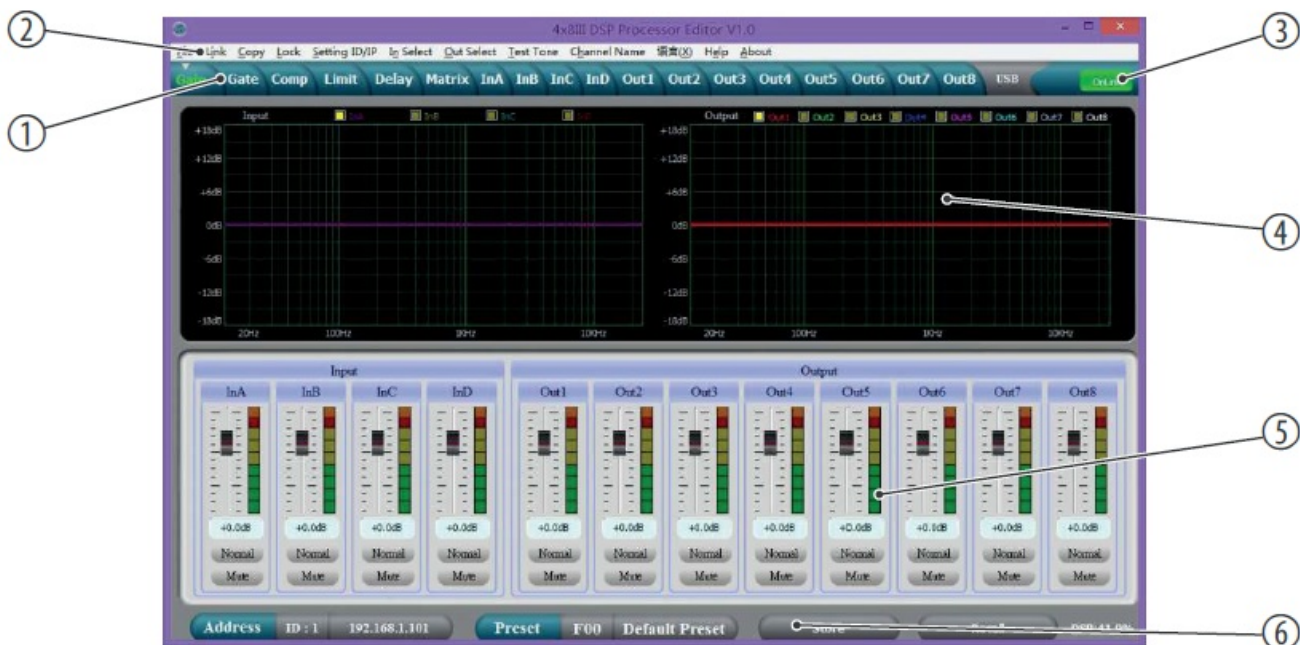 4x8III DSP Processor Editor V1.0
② Link Copy Lock Setting ID/IP In Select Out Select Test Tone Channel Name 語言(X) Help About
③
Gate Comp Limit Delay Matrix InA InB InC InD Out1 Out2 Out3 Out4 Out5 Out6 Out7 Out8 USB
①
Input InA InB InC InD
Output Out1 Out2 Out3 Out4 Out5 Out6 Out7 Out8
+18dB +18dB
+12dB +12dB
+6dB +6dB
④
0dB 0dB
-6dB -6dB
-12dB -12dB
-18dB -18dB
20Hz 100Hz 1KHz 10KHz 20Hz 100Hz 1KHz 10KHz
Input Output
InA InB InC InD Out1 Out2 Out3 Out4 Out5 Out6 Out7 Out8
⑤
+0.0dB +0.0dB +0.0dB +0.0dB +0.0dB +0.0dB +0.0dB +0.0dB +0.0dB +0.0dB +0.0dB +0.0dB
Normal Normal Normal Normal Normal Normal Normal Normal Normal Normal Normal Normal
Mute Mute Mute Mute Mute Mute Mute Mute Mute Mute Mute Mute
Address ID : 1 192.168.1.101 Preset F00 Default Preset Store
⑥